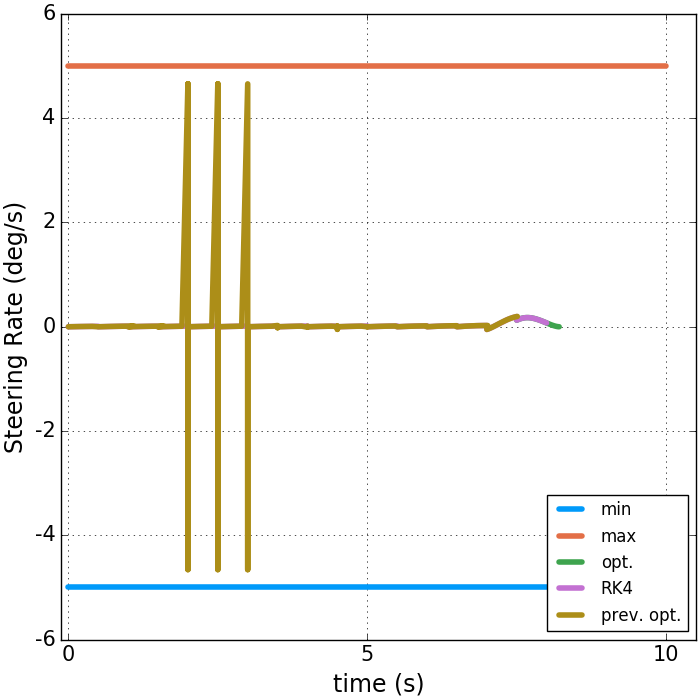 6
4
2
0
-2
-4
-6
Steering Rate (deg/s)
0
5
10
time (s)
min
max
opt.
RK4
prev. opt.